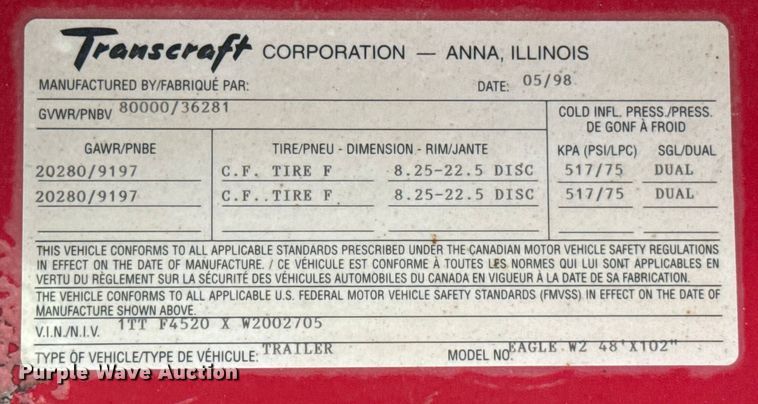 Transcraft CORPORATION — ANNA, ILLINOIS
MANUFACTURED BY/FABRIQUÉ PAR: DATE: 05/98
GVWR/PNBV 80000/36281
COLD INFL. PRESS./PRESS. DE GONF À FROID
GAWR/PNBE TIRE/PNEU - DIMENSION - RIM/JANTE KPA (PSI/LPC) SGL/DUAL
20280/9197 C.F. TIRE F 8.25-22.5 DISC 517/75 DUAL
20280/9197 C.F..TIRE F 8.25-22.5 DISC 517/75 DUAL
THIS VEHICLE CONFORMS TO ALL APPLICABLE STANDARDS PRESCRIBED UNDER THE CANADIAN MOTOR VEHICLE SAFETY REGULATIONS
IN EFFECT ON THE DATE OF MANUFACTURE. / CE VÉHICULE EST CONFORME À TOUTES LES NORMES QUI LUI SONT APPLICABLES EN
VERTU DU RÈGLEMENT SUR LA SÉCURITÉ DES VÉHICULES AUTOMOBILES DU CANADA EN VIGUEUR À LA DATE DE SA FABRICATION.
THE VEHICLE CONFORMS TO ALL APPLICABLE U.S. FEDERAL MOTOR VEHICLE SAFETY STANDARDS (FMVSS) IN EFFECT ON THE DATE OF
MANUFACTURE SHOWN ABOVE.
V.I.N./N.I.V. 1TT F4520 X W2002705
TYPE OF VEHICLE/TYPE DE VÉHICULE: TRAILER MODEL NO. EAGLE W2 48'X102"
Purple Wave Auction